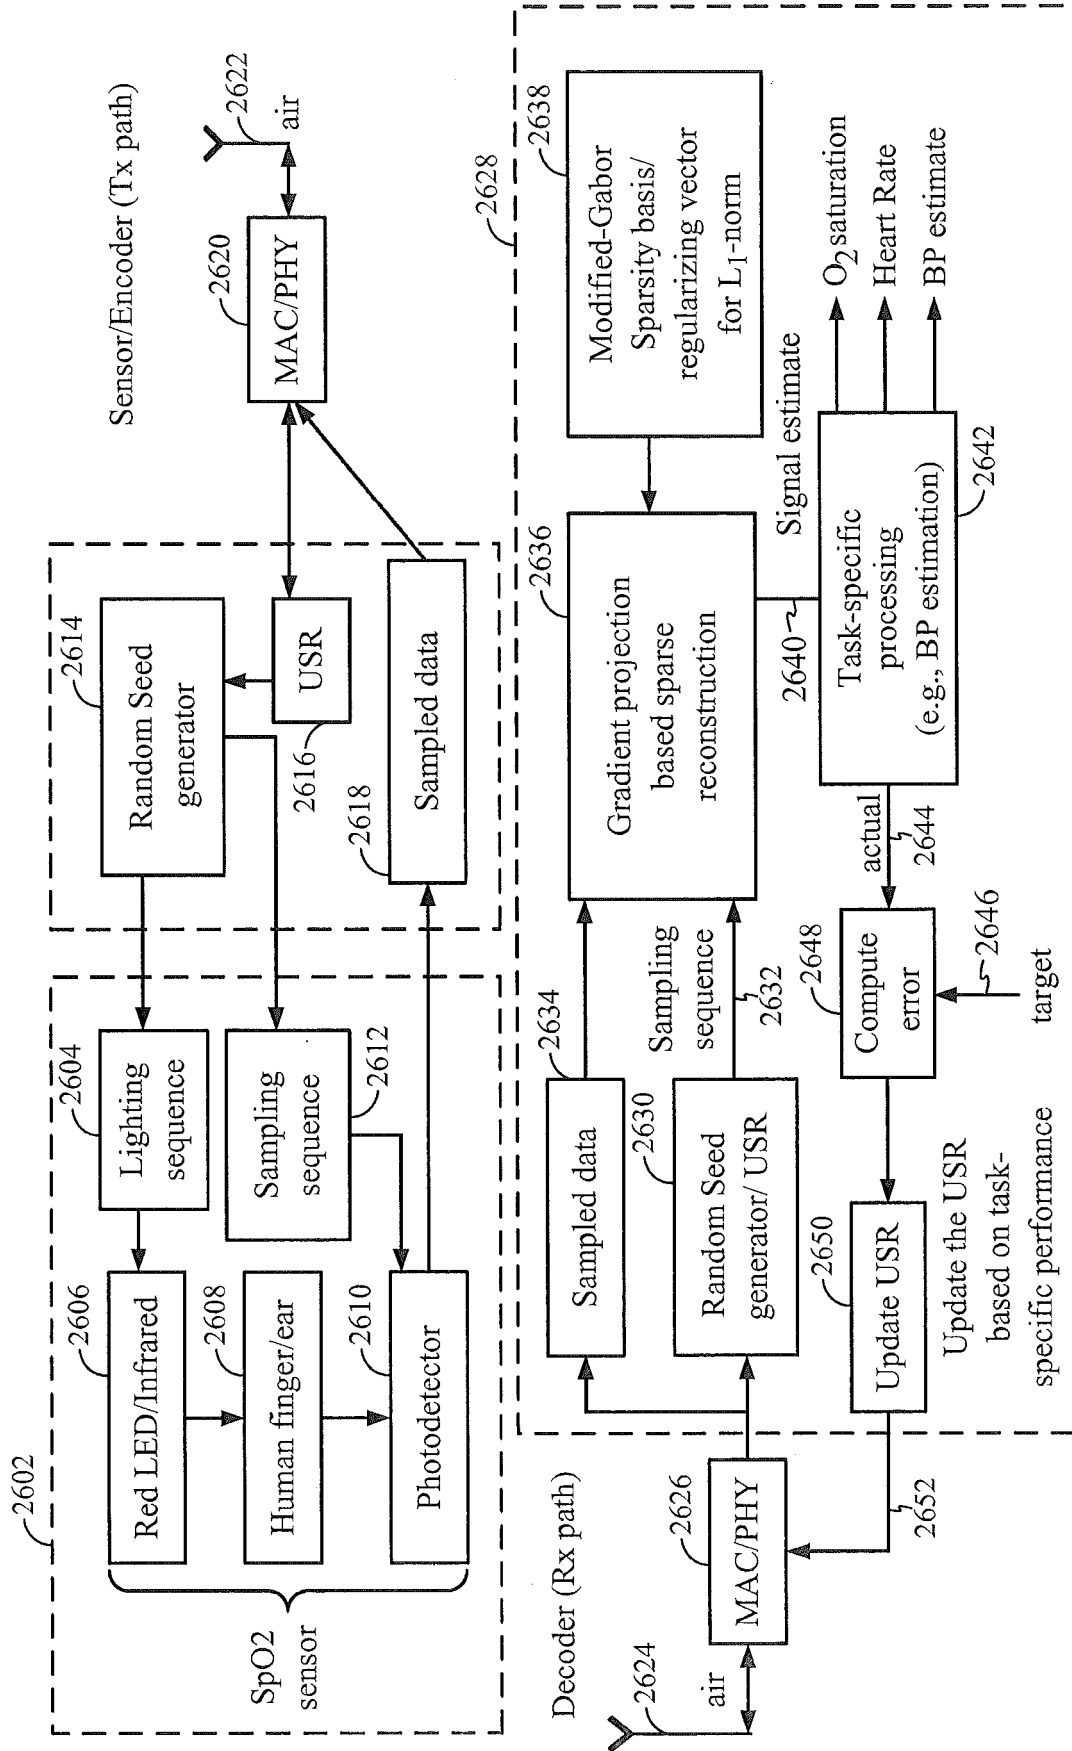 Sensor/Encoder (Tx path)
2602
SpO2
sensor
2606
Red LED/Infrared
2608
Human finger/ear
2610
Photodetector
2604
Lighting
sequence
Sampling
sequence
2612
2614
Random Seed
generator
USR
2616
2618
Sampled data
2620
MAC/PHY
2622
air
Decoder (Rx path)
2624
air
2626
MAC/PHY
2652
2628
2634
Sampled data
2630
Random Seed
generator/ USR
Sampling
sequence
2632
2636
Gradient projection
based sparse
reconstruction
2638
Modified-Gabor
Sparsity basis/
regularizing vector
for L1-norm
2640
Signal estimate
Task-specific
processing
(e.g., BP estimation)
2642
O2 saturation
Heart Rate
BP estimate
actual
2644
2648
Compute
error
2646
target
2650
Update USR
Update the USR
based on task-
specific performance